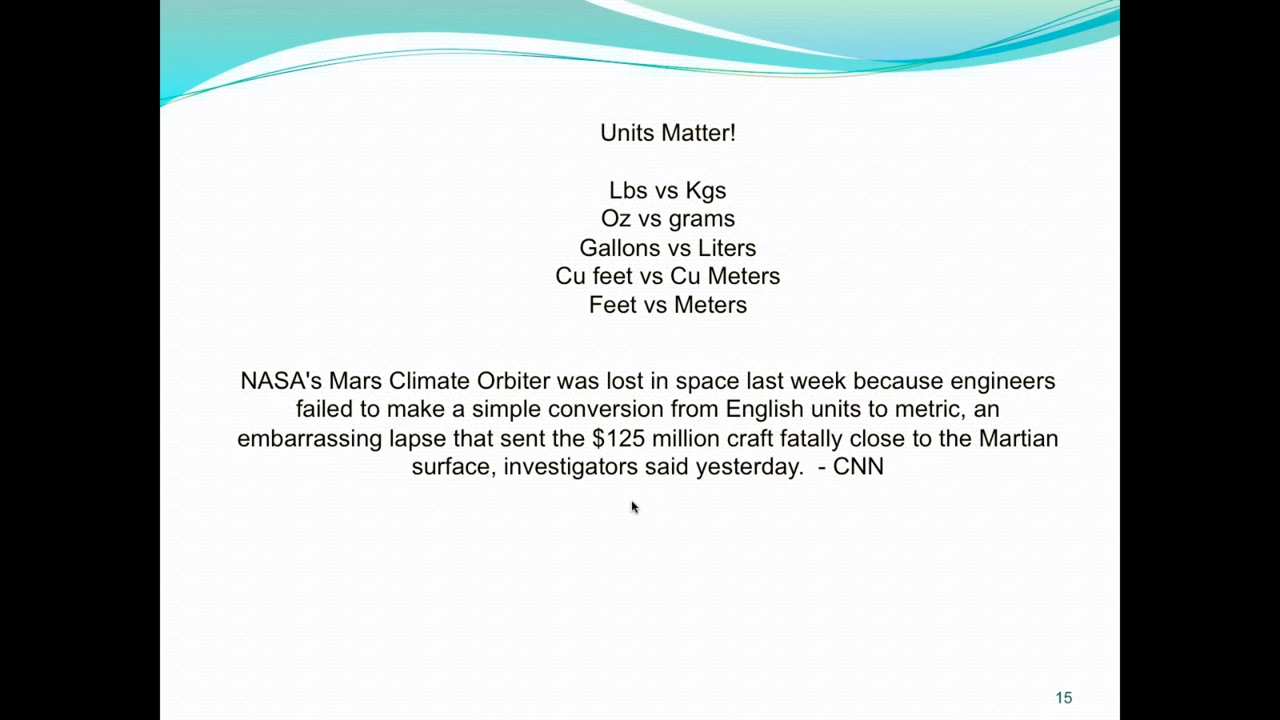 Units Matter!
Lbs vs Kgs
Oz vs grams
Gallons vs Liters
Cu feet vs Cu Meters
Feet vs Meters
NASA's Mars Climate Orbiter was lost in space last week because engineers
failed to make a simple conversion from English units to metric, an
embarrassing lapse that sent the $125 million craft fatally close to the Martian
surface, investigators said yesterday.  - CNN
15